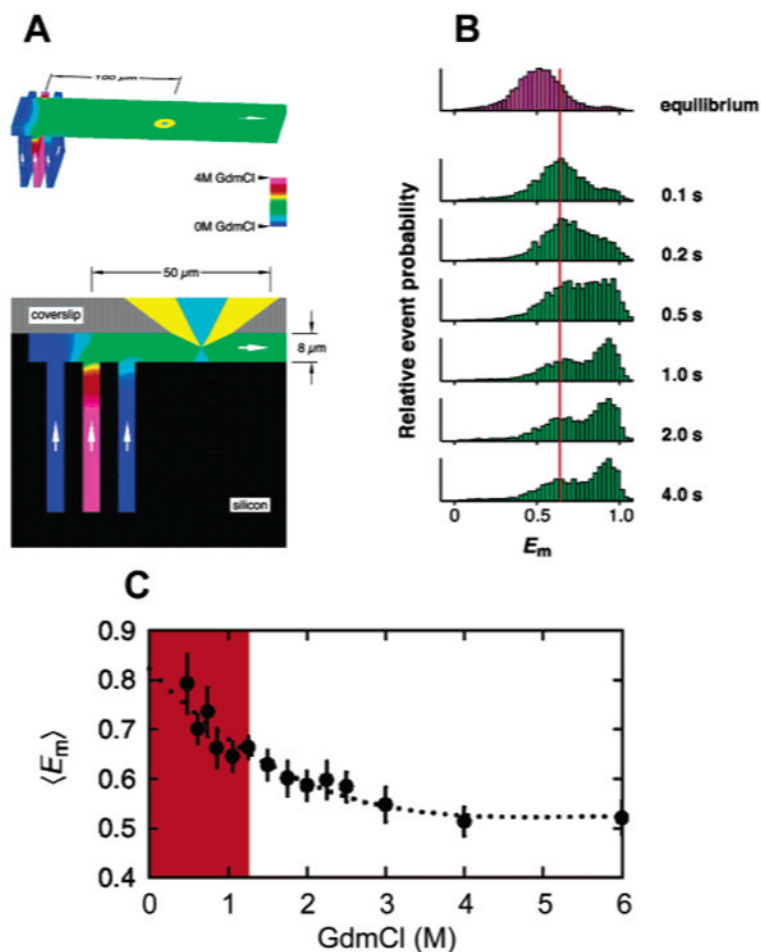 A
100 µm
4M GdmCl
0M GdmCl
50 µm
coverslip
8 µm
silicon
B
equilibrium
0.1 s
0.2 s
0.5 s
1.0 s
2.0 s
4.0 s
Relative event probability
0 0.5 1.0
Em
C
0.9
0.8
0.7
0.6
0.5
0.4
⟨Em⟩
0 1 2 3 4 5 6
GdmCl (M)